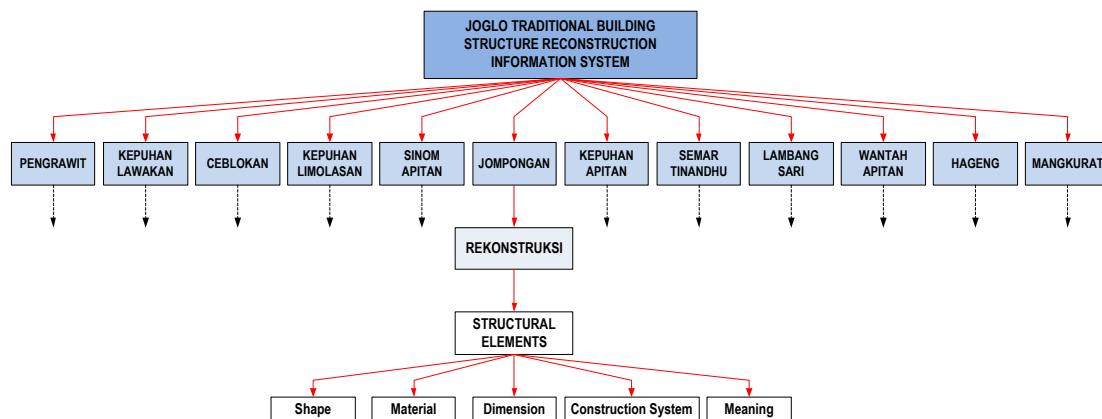 JOGLO TRADITIONAL BUILDING
STRUCTURE RECONSTRUCTION
INFORMATION SYSTEM
PENGRAWIT
KEPUHAN
LAWAKAN
CEBLOKAN
KEPUHAN
LIMOLASAN
SINOM
APITAN
JOMPONGAN
KEPUHAN
APITAN
SEMAR
TINANDHU
LAMBANG
SARI
WANTAH
APITAN
HAGENG
MANGKURAT
REKONSTRUKSI
STRUCTURAL
ELEMENTS
Shape
Material
Dimension
Construction System
Meaning